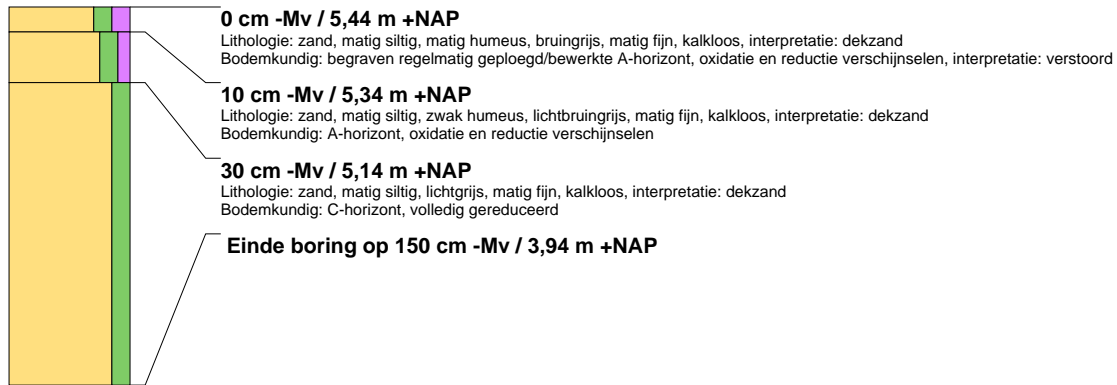 0 cm -Mv / 5,44 m +NAP
Lithologie: zand, matig siltig, matig humeus, bruingrijs, matig fijn, kalkloos, interpretatie: dekzand
Bodemkundig: begraven regelmatig geploegd/bewerkte A-horizont, oxidatie en reductie verschijnselen, interpretatie: verstoord
10 cm -Mv / 5,34 m +NAP
Lithologie: zand, matig siltig, zwak humeus, lichtbruingrijs, matig fijn, kalkloos, interpretatie: dekzand
Bodemkundig: A-horizont, oxidatie en reductie verschijnselen
30 cm -Mv / 5,14 m +NAP
Lithologie: zand, matig siltig, lichtgrijs, matig fijn, kalkloos, interpretatie: dekzand
Bodemkundig: C-horizont, volledig gereduceerd
Einde boring op 150 cm -Mv / 3,94 m +NAP